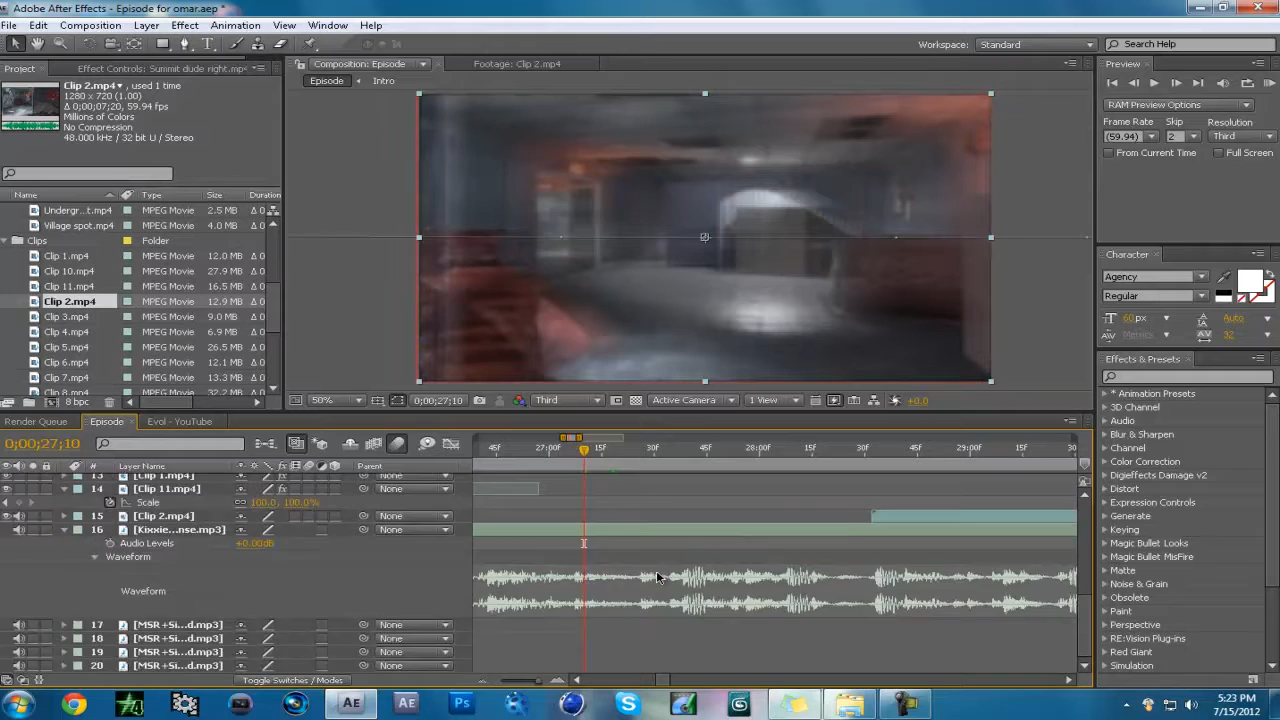 Adobe After Effects - Episode for omar.aep *
File Edit Composition Layer Effect Animation View Window Help
Workspace: Standard Search Help
Project Effect Controls: Summit dude right.mp4
Clip 2.mp4▼, used 1 time
1280 x 720 (1.00)
Δ 0;00;07;20, 59.94 fps
Millions of Colors
No Compression
48.000 kHz / 32 bit U / Stereo
Name Type Size Duration
Undergr...t.mp4 MPEG Movie 2.5 MB Δ 0
Village spot.mp4 MPEG Movie 4.0 MB Δ 0
Clips Folder
Clip 1.mp4 MPEG Movie 12.0 MB Δ 0
Clip 10.mp4 MPEG Movie 27.9 MB Δ 0
Clip 11.mp4 MPEG Movie 16.5 MB Δ 0
Clip 2.mp4 MPEG Movie 12.9 MB Δ 0
Clip 3.mp4 MPEG Movie 9.0 MB Δ 0
Clip 4.mp4 MPEG Movie 6.9 MB Δ 0
Clip 5.mp4 MPEG Movie 26.5 MB Δ 0
Clip 6.mp4 MPEG Movie 12.1 MB Δ 0
Clip 7.mp4 MPEG Movie 13.3 MB Δ 0
Clip 8.mp4 MPEG Movie 32.2 MB Δ 0
8 bpc
Composition: Episode Footage: Clip 2.mp4
Episode Intro
50% 0;00;27;10 Third Active Camera 1 View +0.0
Preview
RAM Preview Options
Frame Rate Skip Resolution
(59.94) 2 Third
From Current Time Full Screen
Character
Agency
Regular
60 px Auto
Metrics 32
Effects & Presets
* Animation Presets
3D Channel
Audio
Blur & Sharpen
Channel
Color Correction
Digieffects Damage v2
Distort
Expression Controls
Generate
Keying
Magic Bullet Looks
Magic Bullet MisFire
Matte
Noise & Grain
Obsolete
Paint
Perspective
RE:Vision Plug-ins
Red Giant
Simulation
Render Queue Episode Evol - YouTube
0;00;27;10
45f 27:00f 15f 30f 45f 28:00f 15f 30f 45f 29:00f 15f 30
# Layer Name Parent
13 [Clip 1.mp4] None
14 [Clip 11.mp4] None
Scale 100.0, 100.0%
15 [Clip 2.mp4] None
16 [Kixxie...nse.mp3] None
Audio Levels +0.00dB
Waveform
Waveform
17 [MSR+Si...d.mp3] None
18 [MSR+Si...d.mp3] None
19 [MSR+Si...d.mp3] None
20 [MSR+Si...d.mp3] None
Toggle Switches / Modes
5:23 PM
7/15/2012